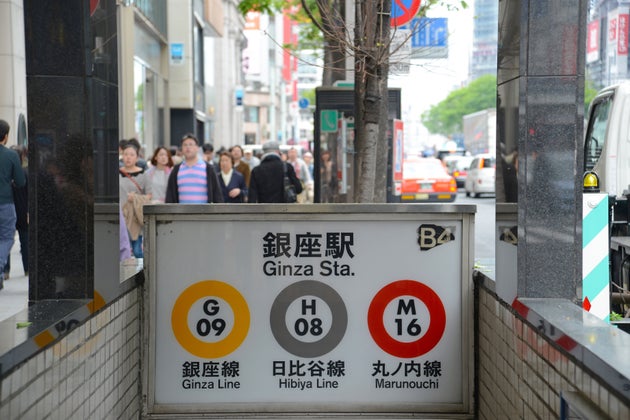 銀座駅
Ginza Sta.
B4
G
09
H
08
M
16
銀座線
Ginza Line
日比谷線
Hibiya Line
丸ノ内線
Marunouchi